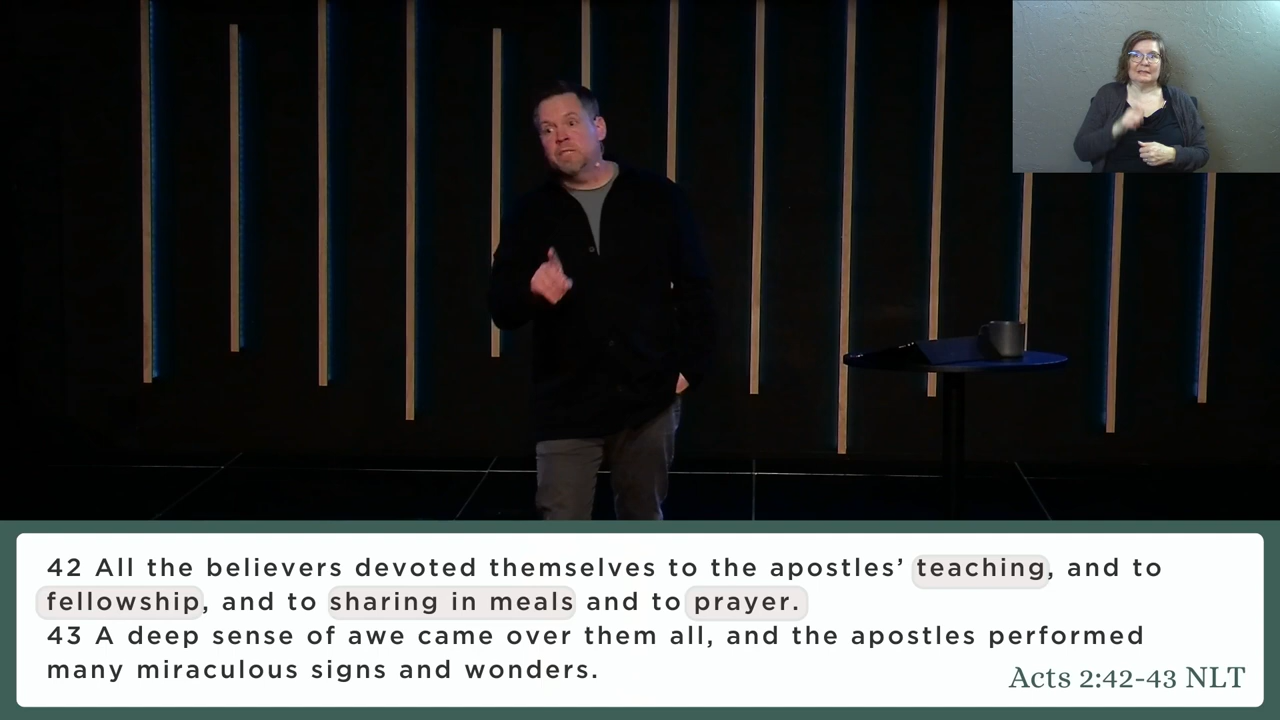 42 All the believers devoted themselves to the apostles’ teaching, and to
fellowship, and to sharing in meals and to prayer.
43 A deep sense of awe came over them all, and the apostles performed
many miraculous signs and wonders.
Acts 2:42-43 NLT